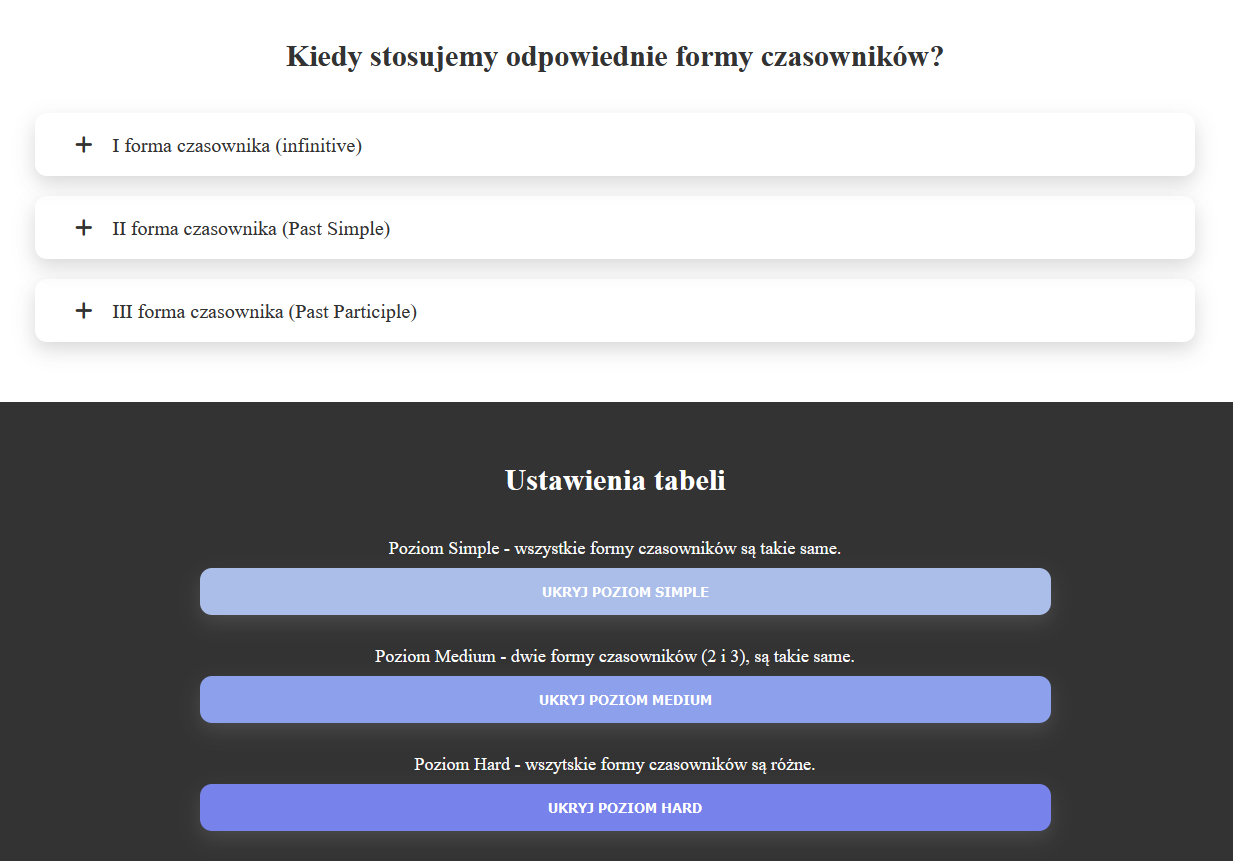 Kiedy stosujemy odpowiednie formy czasowników?
I forma czasownika (infinitive)
II forma czasownika (Past Simple)
III forma czasownika (Past Participle)
Ustawienia tabeli
Poziom Simple - wszystkie formy czasowników są takie same.
UKRYJ POZIOM SIMPLE
Poziom Medium - dwie formy czasowników (2 i 3), są takie same.
UKRYJ POZIOM MEDIUM
Poziom Hard - wszytskie formy czasowników są różne.
UKRYJ POZIOM HARD